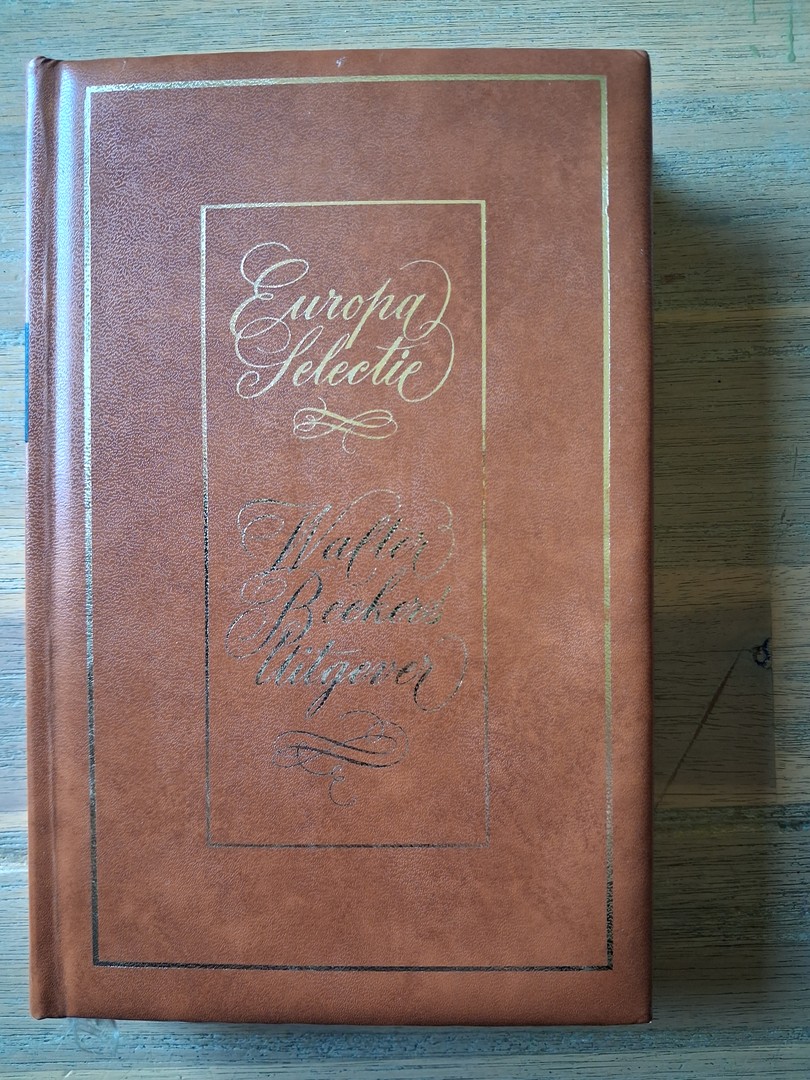 Europa
Selectie
Walter
Beckers
Uitgever